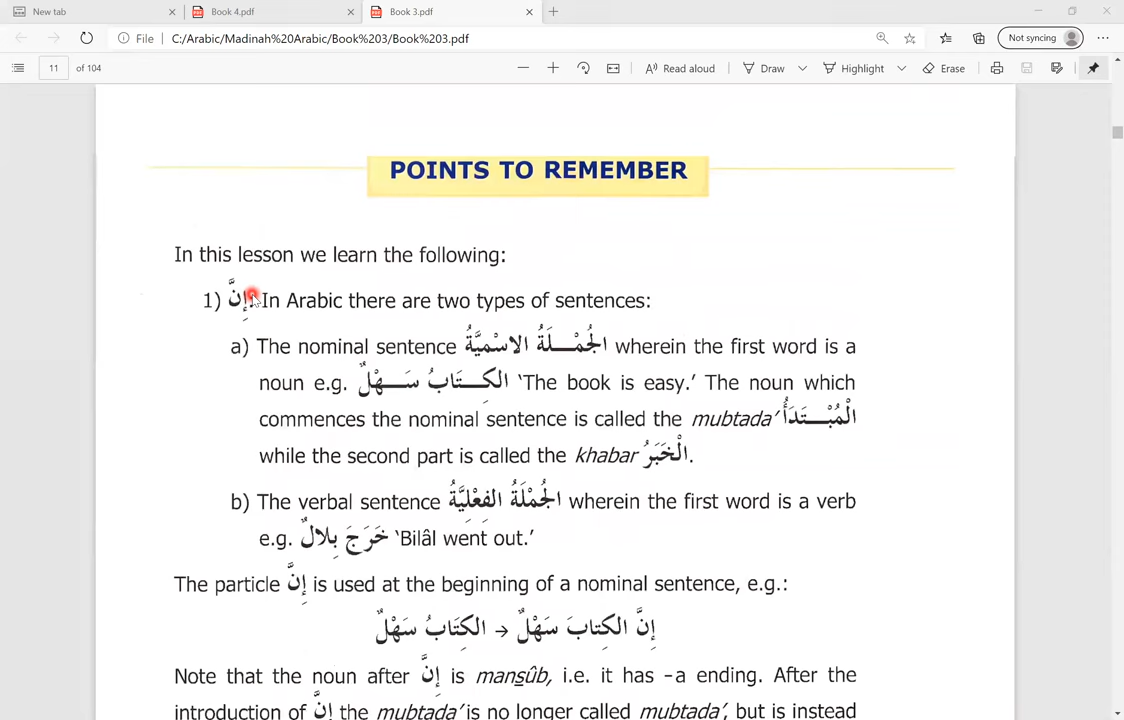 New tab
Book 4.pdf
Book 3.pdf
File
C:/Arabic/Madinah%20Arabic/Book%203/Book%203.pdf
Not syncing
11 of 104
Read aloud
Draw
Highlight
Erase
POINTS TO REMEMBER
In this lesson we learn the following:
1) إِنَّ: In Arabic there are two types of sentences:
a) The nominal sentence الجُمْـــلَةُ الاسْمِيَّةُ wherein the first word is a
noun e.g. الكِـــتَابُ سَـــهْلٌ ‘The book is easy.’ The noun which
commences the nominal sentence is called the mubtada’ الْمُبْـــتَدَأُ
while the second part is called the khabar الْخَبَرُ.
b) The verbal sentence الجُمْلَةُ الفِعْلِيَّةُ wherein the first word is a verb
e.g. خَرَجَ بِلالٌ ‘Bilâl went out.’
The particle إِنَّ is used at the beginning of a nominal sentence, e.g.:
الكِتَابُ سَهْلٌ → إِنَّ الكِتابَ سَهْلٌ
Note that the noun after إِنَّ is mansûb, i.e. it has –a ending. After the
introduction of إِنَّ the mubtada’ is no longer called mubtada’, but is instead